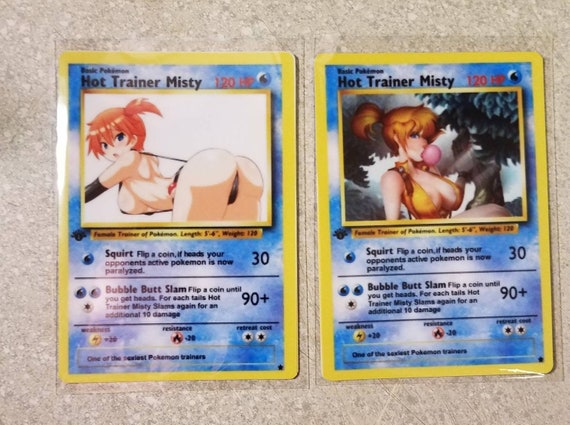 Basic Pokémon
Hot Trainer Misty 120 HP
Female Trainer of Pokemon. Length: 5'-6", Weight: 120
Squirt Flip a coin, if heads your
opponents active pokemon is now
paralyzed.
30
Bubble Butt Slam Flip a coin until
you get heads. For each tails Hot
Trainer Misty Slams again for an
additional 10 damage
90+
weakness resistance retreat cost
+20 -20
One of the sexiest Pokemon trainers
Basic Pokémon
Hot Trainer Misty 120 HP
Female Trainer of Pokemon. Length: 5'-6", Weight: 120
Squirt Flip a coin, if heads your
opponents active pokemon is now
paralyzed.
30
Bubble Butt Slam Flip a coin until
you get heads. For each tails Hot
Trainer Misty Slams again for an
additional 10 damage
90+
weakness resistance retreat cost
+20 -20
One of the sexiest Pokemon trainers